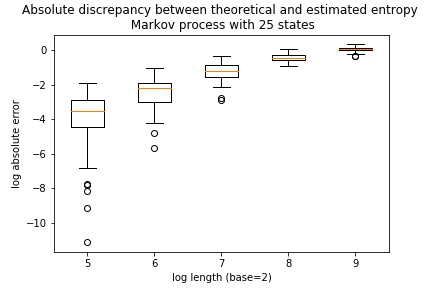 Absolute discrepancy between theoretical and estimated entropy
Markov process with 25 states
log absolute error
0
−2
−4
−6
−8
−10
5 6 7 8 9
log length (base=2)